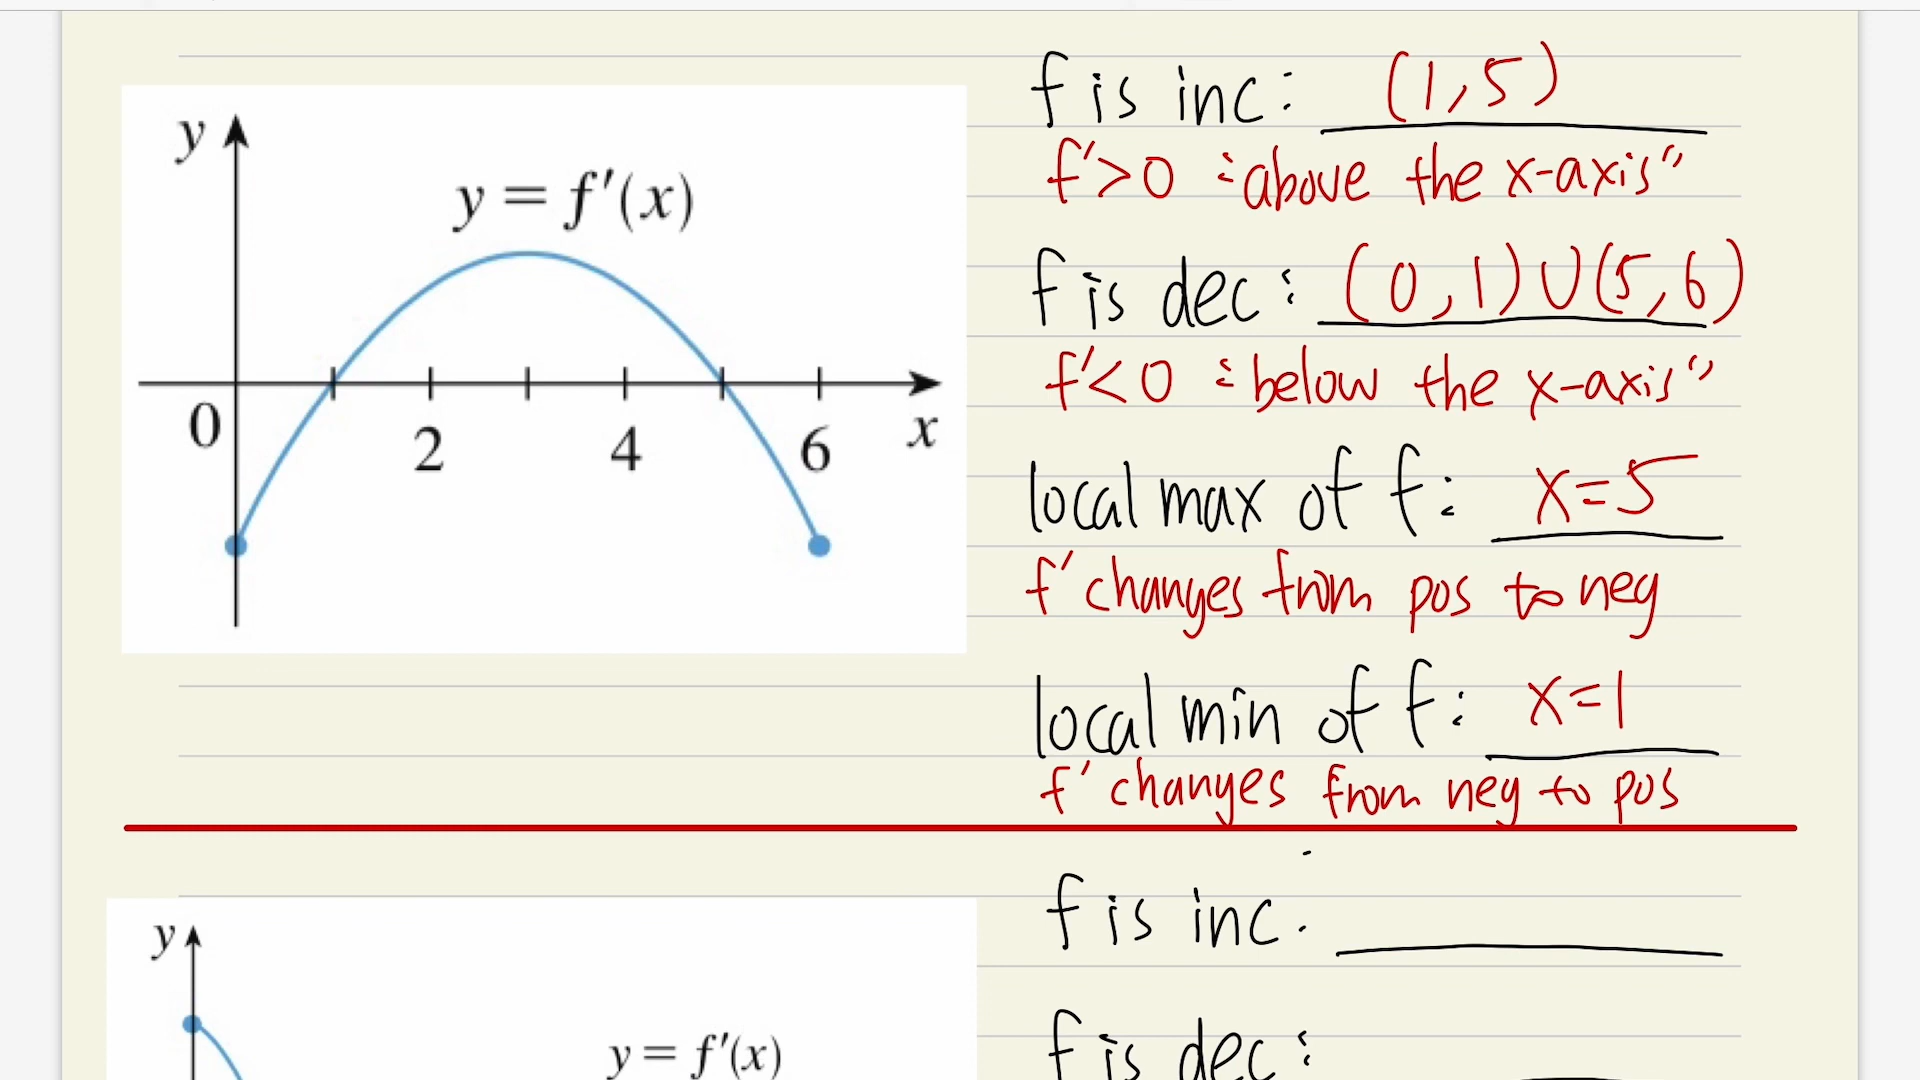 y
y = f'(x)
0
2
4
6
x
f is inc: (1,5)
f'>0 "above the x-axis"
f is dec: (0,1)∪(5,6)
f'<0 "below the x-axis"
local max of f: x=5
f' changes from pos to neg
local min of f: x=1
f' changes from neg to pos
y
y = f'(x)
f is inc:
f is dec: